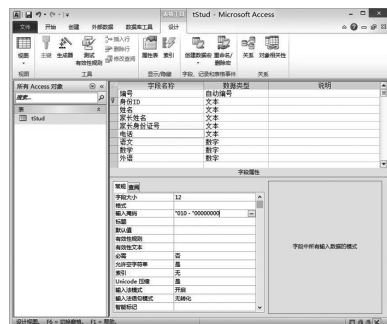 tStud - Microsoft Access
文件 开始 创建 外部数据 数据库工具 设计
视图 主键 生成器 测试有效性规则 插入行 删除行 修改查阅 属性表 索引 创建数据宏 重命名/删除宏 关系 对象相关性
视图 工具 显示/隐藏 字段、记录和表格事件 关系
所有 Access 对象
搜索...
表
tStud
字段名称 数据类型 说明
编号 自动编号
身份ID 文本
姓名 文本
家长姓名 文本
家长身份证号 文本
电话 文本
语文 数字
数学 数字
外语 数字
字段属性
常规 查阅
字段大小 12
格式
输入掩码 "010 - "00000000
标题
默认值
有效性规则
有效性文本
必需 否
允许空字符串 是
索引 无
Unicode 压缩 是
输入法模式 开启
输入法语句模式 无转化
智能标记
字段中所有输入数据的模式
设计视图。 F6 = 切换窗格。 F1 = 帮助。